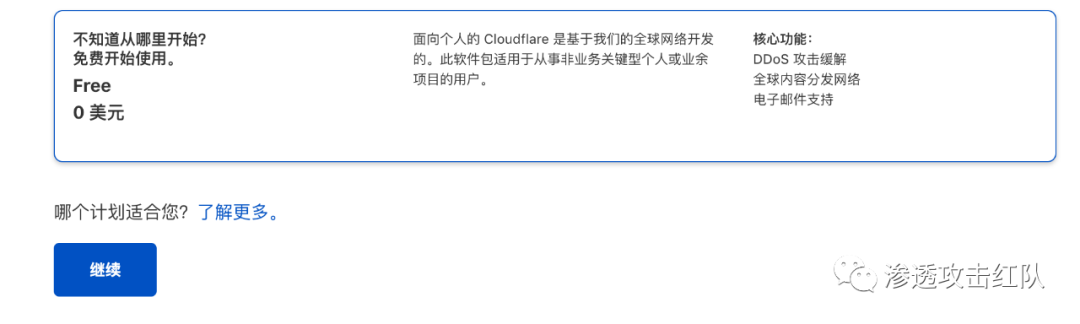 不知道从哪里开始?
免费开始使用。
Free
0 美元
面向个人的 Cloudflare 是基于我们的全球网络开发
的。此软件包适用于从事非业务关键型个人或业余
项目的用户。
核心功能：
DDoS 攻击缓解
全球内容分发网络
电子邮件支持
哪个计划适合您? 了解更多。
继续
渗透攻击红队